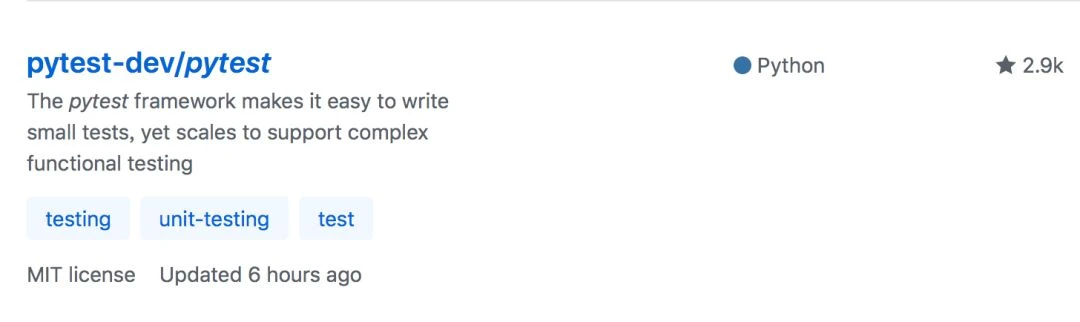 pytest-dev/pytest
Python
2.9k
The pytest framework makes it easy to write
small tests, yet scales to support complex
functional testing
testing unit-testing test
MIT license Updated 6 hours ago